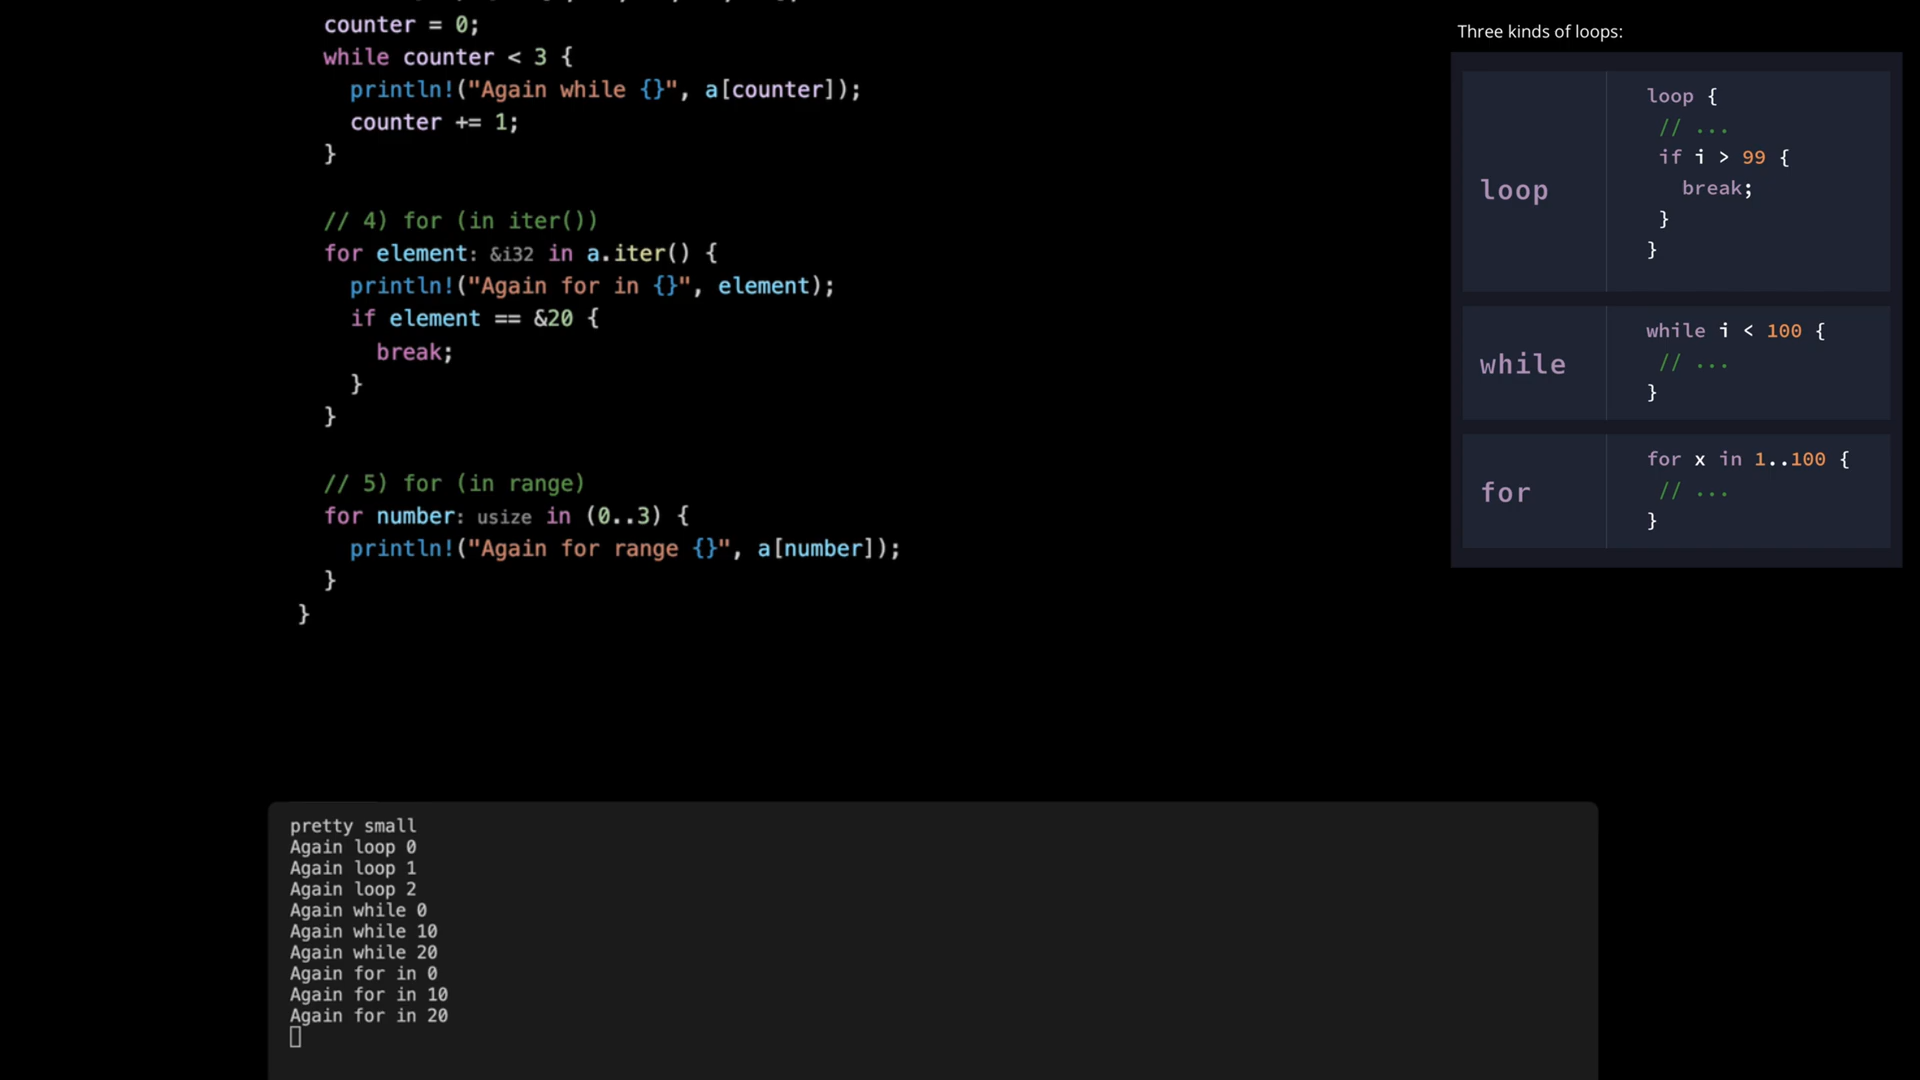 counter = 0;
while counter < 3 {
println!("Again while {}", a[counter]);
counter += 1;
}
// 4) for (in iter())
for element: &i32 in a.iter() {
println!("Again for in {}", element);
if element == &20 {
break;
}
}
// 5) for (in range)
for number: usize in (0..3) {
println!("Again for range {}", a[number]);
}
}
Three kinds of loops:
loop
loop {
// ...
if i > 99 {
break;
}
}
while
while i < 100 {
// ...
}
for
for x in 1..100 {
// ...
}
pretty small
Again loop 0
Again loop 1
Again loop 2
Again while 0
Again while 10
Again while 20
Again for in 0
Again for in 10
Again for in 20